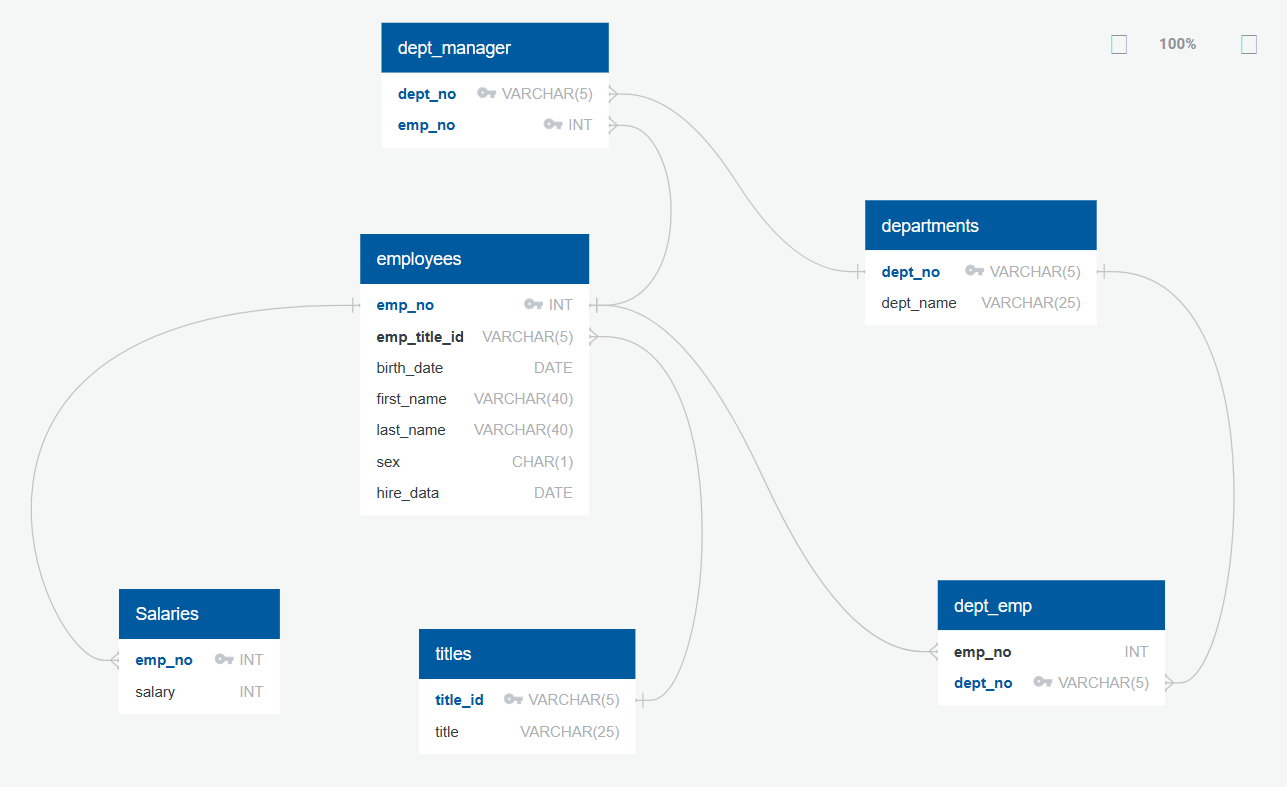 dept_manager
100%
dept_no VARCHAR(5)
emp_no INT
departments
dept_no VARCHAR(5)
dept_name VARCHAR(25)
employees
emp_no INT
emp_title_id VARCHAR(5)
birth_date DATE
first_name VARCHAR(40)
last_name VARCHAR(40)
sex CHAR(1)
hire_data DATE
Salaries
emp_no INT
salary INT
titles
title_id VARCHAR(5)
title VARCHAR(25)
dept_emp
emp_no INT
dept_no VARCHAR(5)